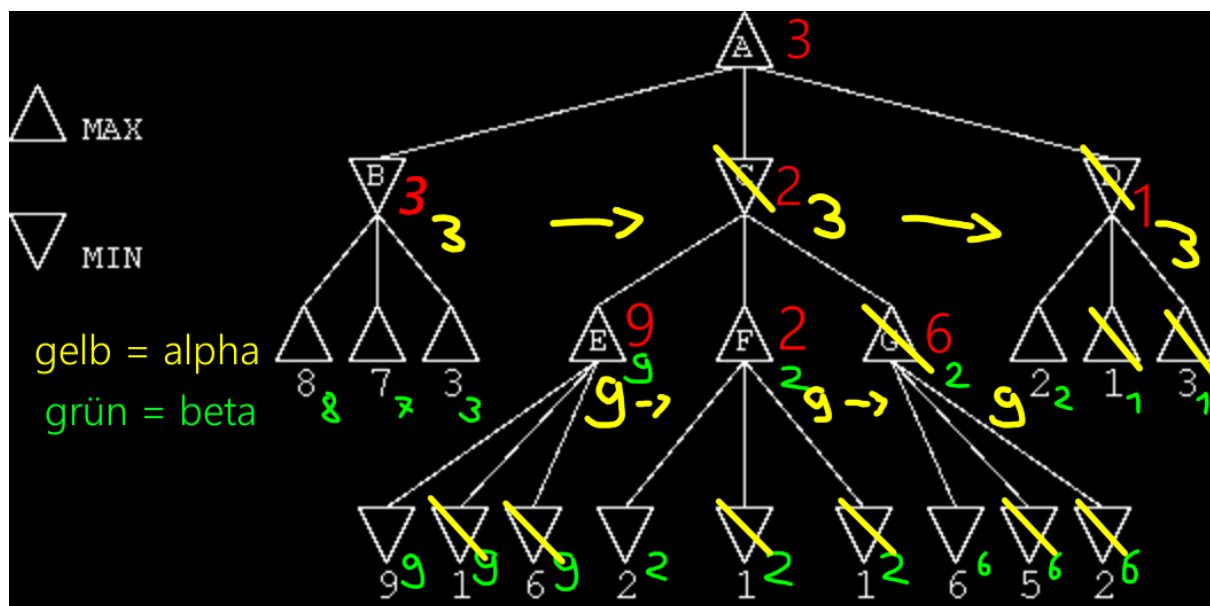 A 3
MAX
B 3 C 2 D 1
3 → 3 → 3
MIN
E 9 F 2 G 6
gelb = alpha
9 2 2
8 7 3 2 1 3
8 7 3 9 → 9 → 9 2 1 1
grün = beta
9 1 6 2 1 1 6 5 2
9 9 9 2 2 2 6 6 6